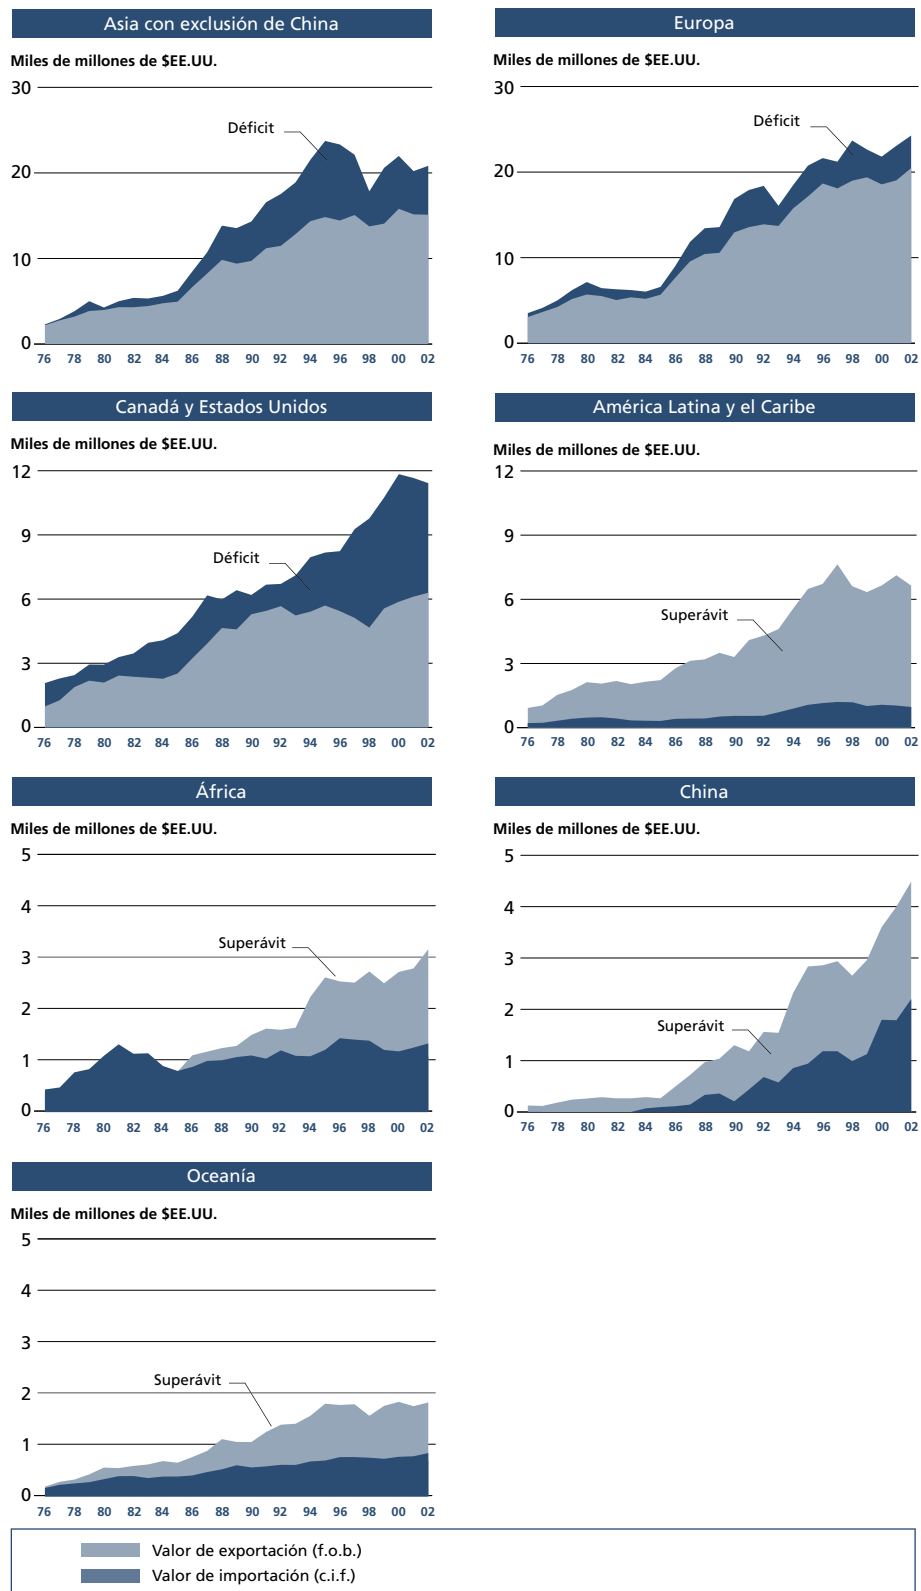 Asia con exclusión de China
Miles de millones de $EE.UU.
30
Déficit
20
10
0
76 78 80 82 84 86 88 90 92 94 96 98 00 02
Europa
Miles de millones de $EE.UU.
30
Déficit
20
10
0
76 78 80 82 84 86 88 90 92 94 96 98 00 02
Canadá y Estados Unidos
Miles de millones de $EE.UU.
12
9
Déficit
6
3
0
76 78 80 82 84 86 88 90 92 94 96 98 00 02
América Latina y el Caribe
Miles de millones de $EE.UU.
12
9
6
Superávit
3
0
76 78 80 82 84 86 88 90 92 94 96 98 00 02
África
Miles de millones de $EE.UU.
5
4
Superávit
3
2
1
0
76 78 80 82 84 86 88 90 92 94 96 98 00 02
China
Miles de millones de $EE.UU.
5
4
3
2
Superávit
1
0
76 78 80 82 84 86 88 90 92 94 96 98 00 02
Oceanía
Miles de millones de $EE.UU.
5
4
3
Superávit
2
1
0
76 78 80 82 84 86 88 90 92 94 96 98 00 02
Valor de exportación (f.o.b.)
Valor de importación (c.i.f.)